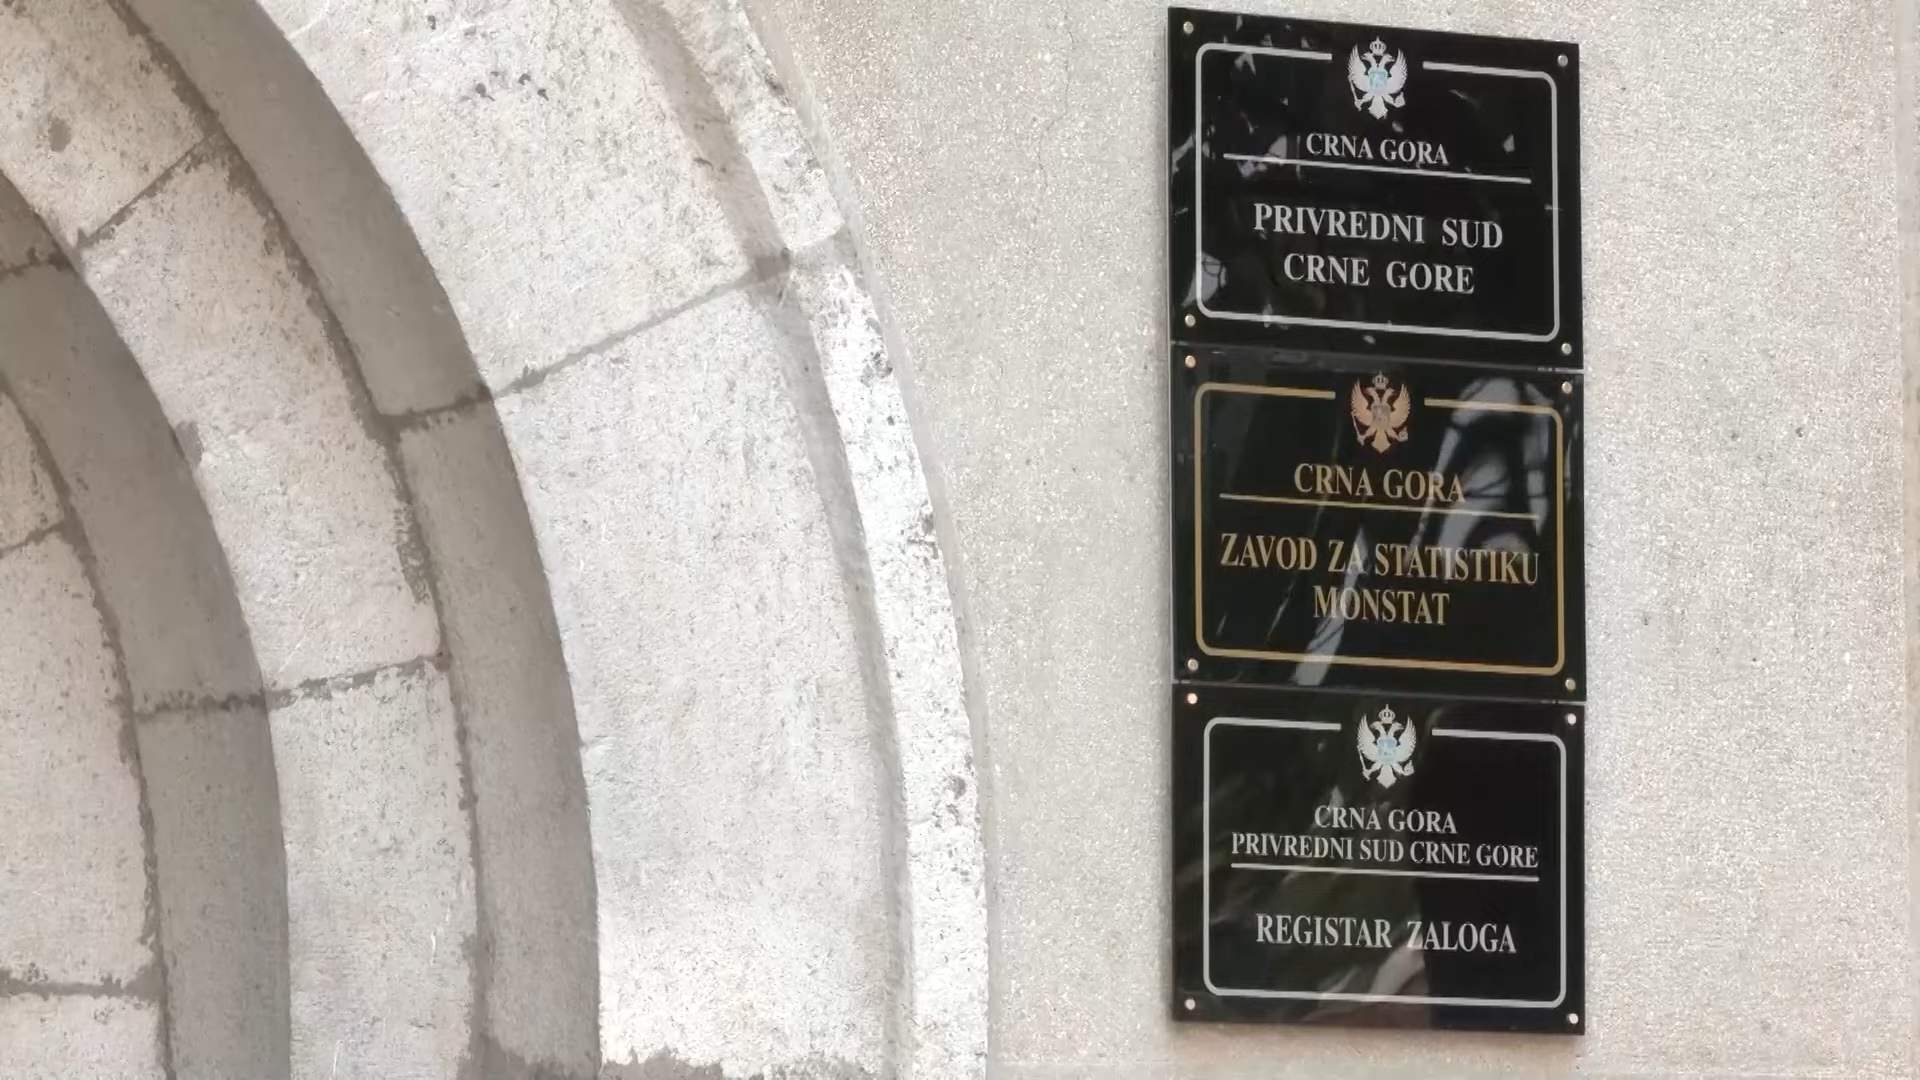 CRNA GORA
PRIVREDNI SUD
CRNE GORE
CRNA GORA
ZAVOD ZA STATISTIKU
MONSTAT
CRNA GORA
PRIVREDNI SUD CRNE GORE
REGISTAR ZALOGA